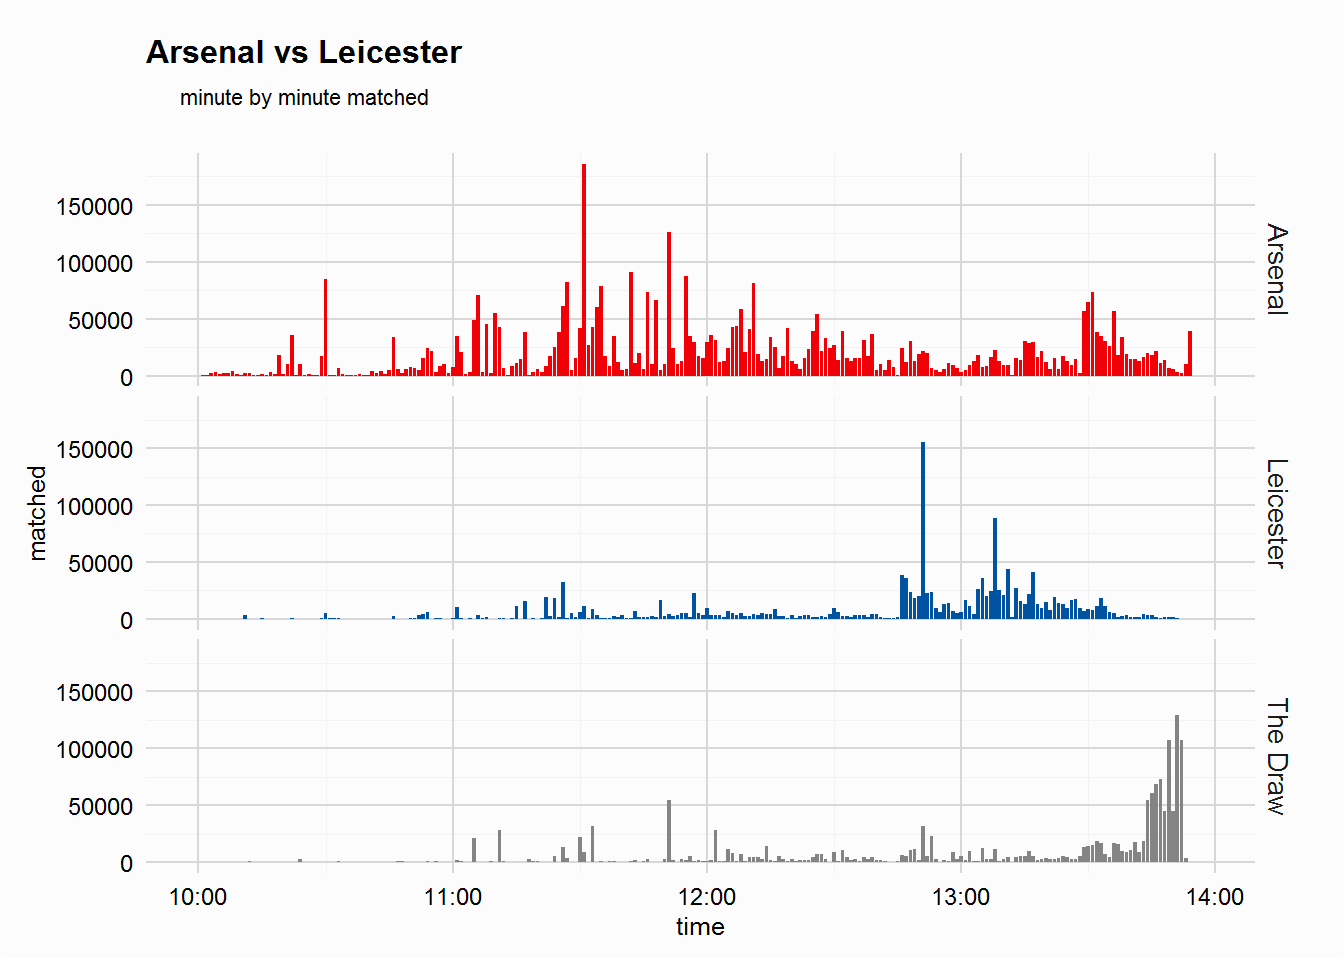 Arsenal vs Leicester
minute by minute matched
150000
100000
50000
0
Arsenal
matched
150000
100000
50000
0
Leicester
150000
100000
50000
0
The Draw
10:00 11:00 12:00 13:00 14:00
time